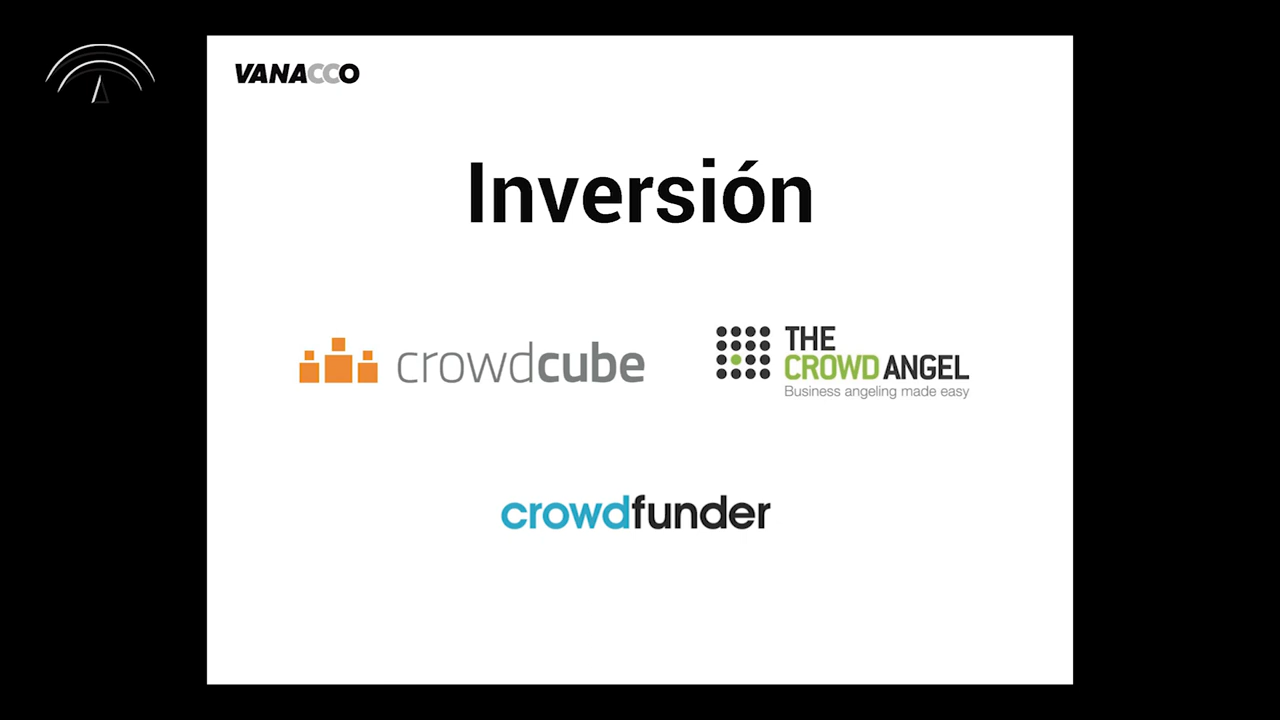 VANACCO
Inversión
crowdcube
THE
CROWD ANGEL
Business angeling made easy
crowdfunder